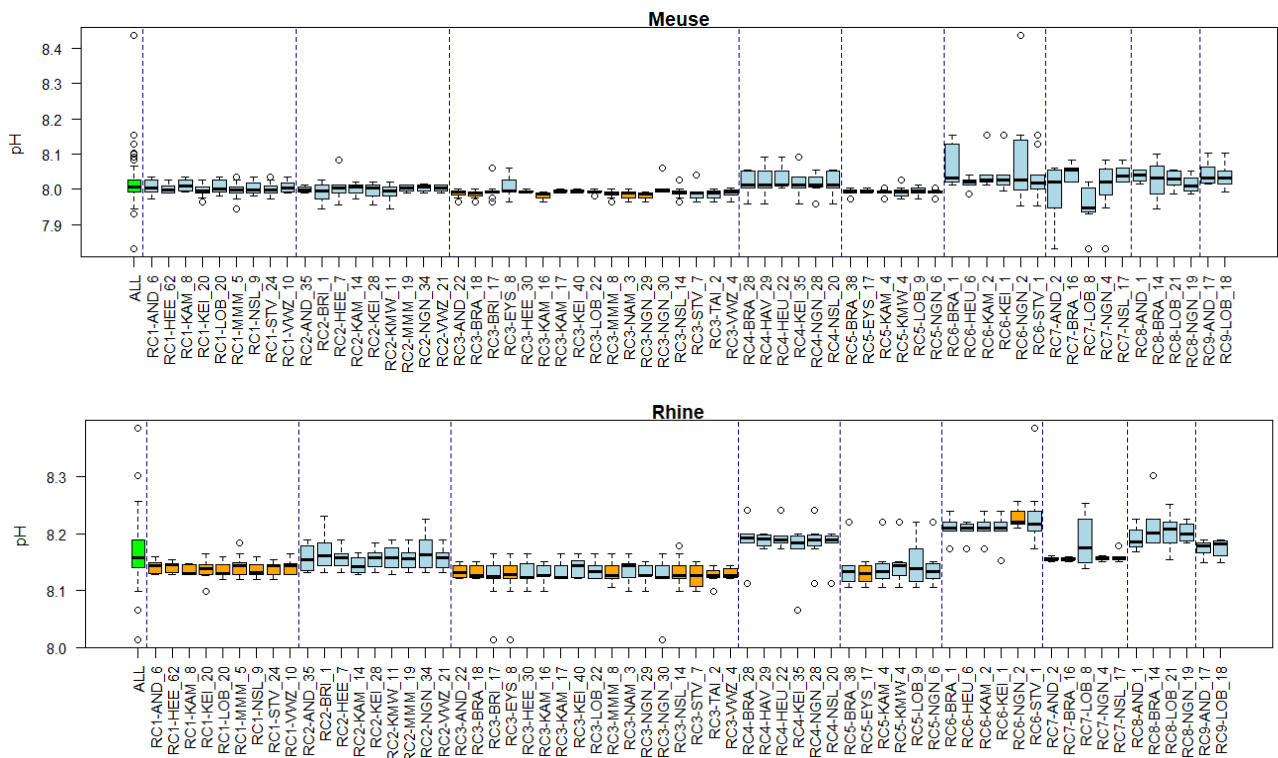 Meuse
8.4
8.3
8.2
8.1
8.0
7.9
pH
ALL
RC1-AND_6
RC1-HEE_62
RC1-KAM_8
RC1-KEI_20
RC1-LOB_20
RC1-MMM_5
RC1-NSL_9
RC1-STV_24
RC1-VWZ_10
RC2-AND_35
RC2-BRI_1
RC2-HEE_7
RC2-KAM_14
RC2-KEI_28
RC2-KMW_11
RC2-MMM_19
RC2-NGN_34
RC2-VWZ_21
RC3-AND_22
RC3-BRA_18
RC3-BRI_17
RC3-EYS_8
RC3-HEE_30
RC3-KAM_16
RC3-KAM_17
RC3-KEI_40
RC3-LOB_22
RC3-MMM_8
RC3-NAM_3
RC3-NGN_29
RC3-NGN_30
RC3-NSL_14
RC3-STV_7
RC3-TAI_2
RC3-VWZ_4
RC4-BRA_28
RC4-HAV_29
RC4-HEU_22
RC4-KEI_35
RC4-NGN_28
RC4-NSL_20
RC5-BRA_38
RC5-EYS_17
RC5-KAM_4
RC5-KMW_4
RC5-LOB_9
RC5-NGN_6
RC6-BRA_1
RC6-HEU_6
RC6-KAM_2
RC6-KEI_1
RC6-NGN_2
RC6-STV_1
RC7-AND_2
RC7-BRA_16
RC7-LOB_8
RC7-NGN_4
RC7-NSL_17
RC8-AND_1
RC8-BRA_14
RC8-LOB_21
RC8-NGN_19
RC9-AND_17
RC9-LOB_18
Rhine
8.3
8.2
8.1
8.0
pH
ALL
RC1-AND_6
RC1-HEE_62
RC1-KAM_8
RC1-KEI_20
RC1-LOB_20
RC1-MMM_5
RC1-NSL_9
RC1-STV_24
RC1-VWZ_10
RC2-AND_35
RC2-BRI_1
RC2-HEE_7
RC2-KAM_14
RC2-KEI_28
RC2-KMW_11
RC2-MMM_19
RC2-NGN_34
RC2-VWZ_21
RC3-AND_22
RC3-BRA_18
RC3-BRI_17
RC3-EYS_8
RC3-HEE_30
RC3-KAM_16
RC3-KAM_17
RC3-KEI_40
RC3-LOB_22
RC3-MMM_8
RC3-NAM_3
RC3-NGN_29
RC3-NGN_30
RC3-NSL_14
RC3-STV_7
RC3-TAI_2
RC3-VWZ_4
RC4-BRA_28
RC4-HAV_29
RC4-HEU_22
RC4-KEI_35
RC4-NGN_28
RC4-NSL_20
RC5-BRA_38
RC5-EYS_17
RC5-KAM_4
RC5-KMW_4
RC5-LOB_9
RC5-NGN_6
RC6-BRA_1
RC6-HEU_6
RC6-KAM_2
RC6-KEI_1
RC6-NGN_2
RC6-STV_1
RC7-AND_2
RC7-BRA_16
RC7-LOB_8
RC7-NGN_4
RC7-NSL_17
RC8-AND_1
RC8-BRA_14
RC8-LOB_21
RC8-NGN_19
RC9-AND_17
RC9-LOB_18